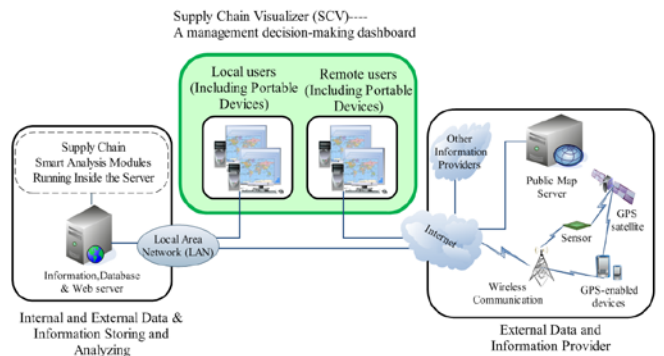 Supply Chain Visualizer (SCV)----
A management decision-making dashboard
Local users
(Including Portable
Devices)
Remote users
(Including Portable
Devices)
Supply Chain
Smart Analysis Modules
Running Inside the Server
Information,Database
& Web server
Local Area
Network (LAN)
Internal and External Data &
Information Storing and
Analyzing
Other
Information
Providers
Public Map
Server
GPS
satellite
Internet
Sensor
Wireless
Communication
GPS-enabled
devices
External Data and
Information Provider